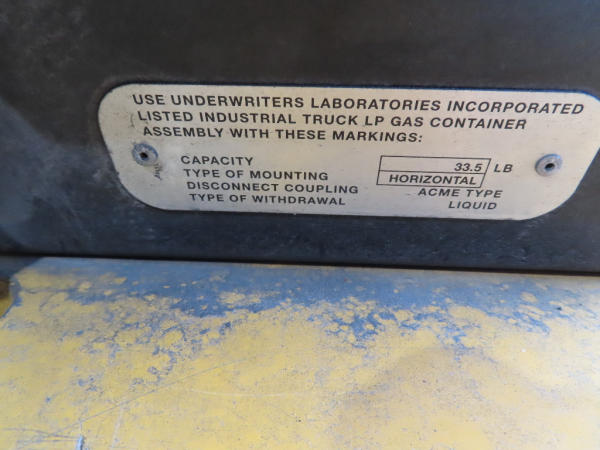 USE UNDERWRITERS LABORATORIES INCORPORATED
LISTED INDUSTRIAL TRUCK LP GAS CONTAINER
ASSEMBLY WITH THESE MARKINGS:
CAPACITY 33.5 LB
TYPE OF MOUNTING HORIZONTAL
DISCONNECT COUPLING ACME TYPE
TYPE OF WITHDRAWAL LIQUID